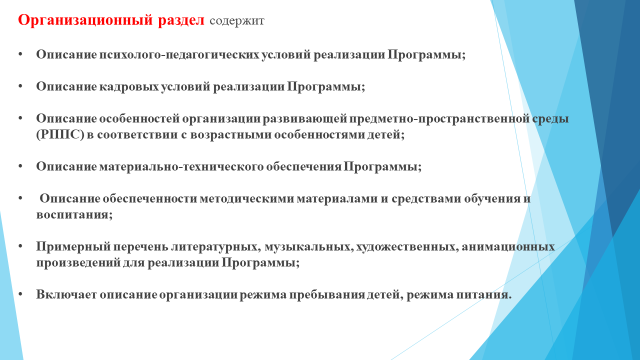 Организационный раздел содержит
• Описание психолого-педагогических условий реализации Программы;
• Описание кадровых условий реализации Программы;
• Описание особенностей организации развивающей предметно-пространственной среды
(РППС) в соответствии с возрастными особенностями детей;
• Описание материально-технического обеспечения Программы;
• Описание обеспеченности методическими материалами и средствами обучения и
воспитания;
• Примерный перечень литературных, музыкальных, художественных, анимационных
произведений для реализации Программы;
• Включает описание организации режима пребывания детей, режима питания.